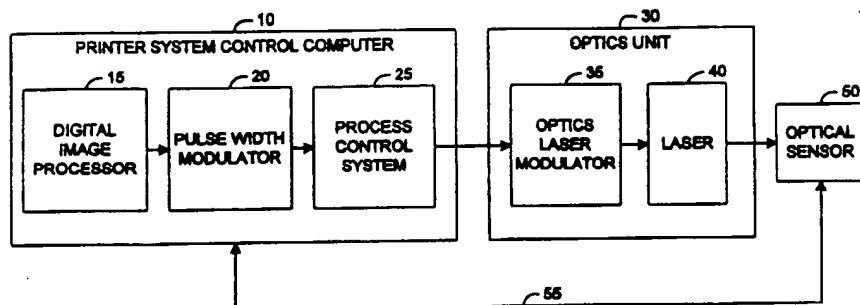 10
PRINTER SYSTEM CONTROL COMPUTER
15
DIGITAL
IMAGE
PROCESSOR
20
PULSE WIDTH
MODULATOR
25
PROCESS
CONTROL
SYSTEM
30
OPTICS UNIT
35
OPTICS
LASER
MODULATOR
40
LASER
50
OPTICAL
SENSOR
55